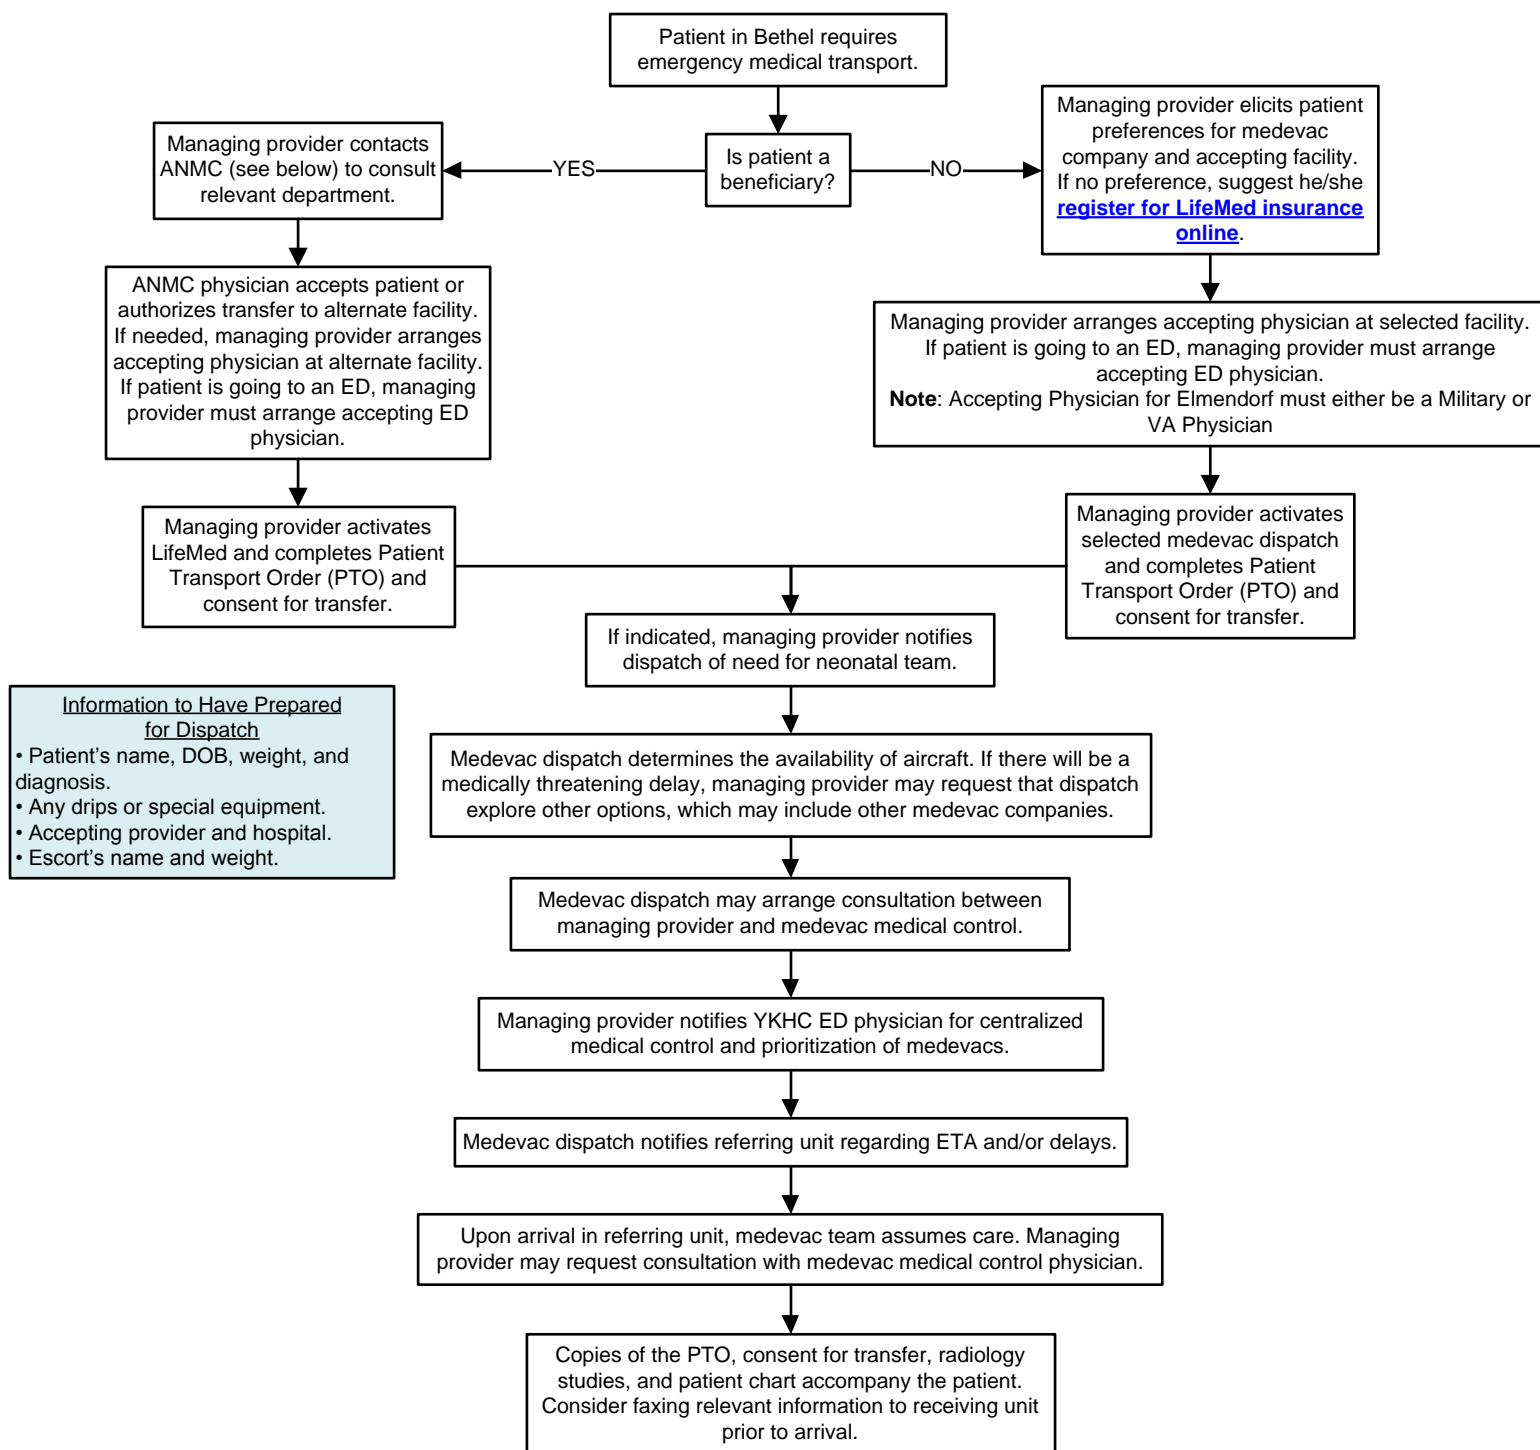 Patient in Bethel requires
emergency medical transport.
Is patient a
beneficiary?
YES
NO
Managing provider contacts
ANMC (see below) to consult
relevant department.
ANMC physician accepts patient or
authorizes transfer to alternate facility.
If needed, managing provider arranges
accepting physician at alternate facility.
If patient is going to an ED, managing
provider must arrange accepting ED
physician.
Managing provider activates
LifeMed and completes Patient
Transport Order (PTO) and
consent for transfer.
Managing provider elicits patient
preferences for medevac
company and accepting facility.
If no preference, suggest he/she
register for LifeMed insurance
online.
Managing provider arranges accepting physician at selected facility.
If patient is going to an ED, managing provider must arrange
accepting ED physician.
Note: Accepting Physician for Elmendorf must either be a Military or
VA Physician
Managing provider activates
selected medevac dispatch
and completes Patient
Transport Order (PTO) and
consent for transfer.
If indicated, managing provider notifies
dispatch of need for neonatal team.
Information to Have Prepared
for Dispatch
• Patient’s name, DOB, weight, and
diagnosis.
• Any drips or special equipment.
• Accepting provider and hospital.
• Escort’s name and weight.
Medevac dispatch determines the availability of aircraft. If there will be a
medically threatening delay, managing provider may request that dispatch
explore other options, which may include other medevac companies.
Medevac dispatch may arrange consultation between
managing provider and medevac medical control.
Managing provider notifies YKHC ED physician for centralized
medical control and prioritization of medevacs.
Medevac dispatch notifies referring unit regarding ETA and/or delays.
Upon arrival in referring unit, medevac team assumes care. Managing
provider may request consultation with medevac medical control physician.
Copies of the PTO, consent for transfer, radiology
studies, and patient chart accompany the patient.
Consider faxing relevant information to receiving unit
prior to arrival.